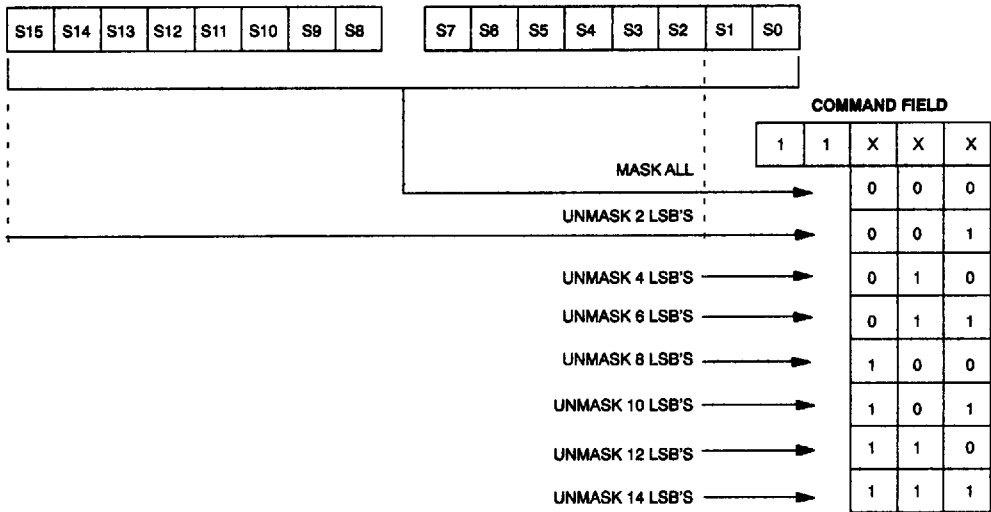 S15 S14 S13 S12 S11 S10 S9 S8 S7 S6 S5 S4 S3 S2 S1 S0
COMMAND FIELD
1 1 X X X
MASK ALL
0 0 0
UNMASK 2 LSB'S
0 0 1
UNMASK 4 LSB'S 0 1 0
UNMASK 6 LSB'S 0 1 1
UNMASK 8 LSB'S 1 0 0
UNMASK 10 LSB'S 1 0 1
UNMASK 12 LSB'S 1 1 0
UNMASK 14 LSB'S 1 1 1